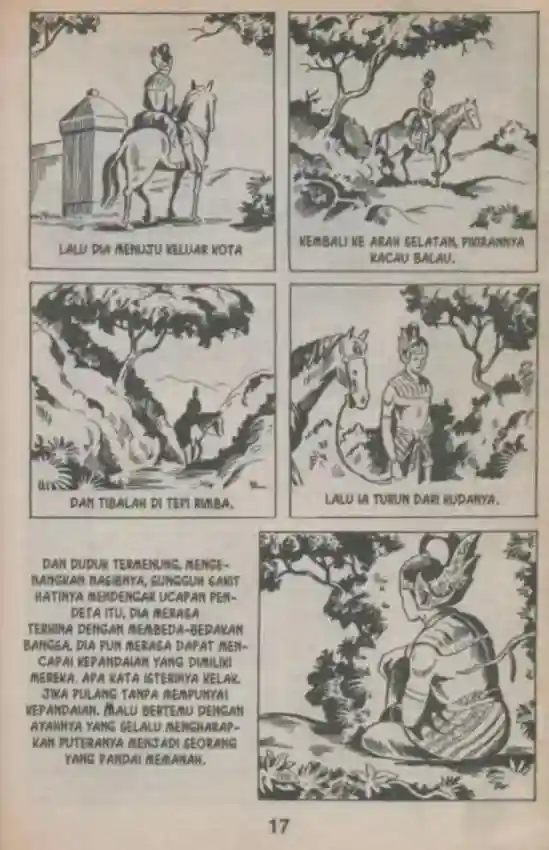 LALU DIA MENUJU KELUAR KOTA
KEMBALI KE ARAH SELATAN, PIKIRANNYA
KACAU BALAU.
DAN TIBALAH DI TEPI RIMBA.
LALU IA TURUN DARI KUDANYA.
DAN DUDUK TERMENUNG, MENGE-
NANGKAN NASIBNYA, SUNGGUH SAKIT
HATINYA MENDENGAR UCAPAN PEN-
DETA ITU, DIA MERASA
TERHINA DENGAN MEMBEDA-BEDAKAN
BANGSA, DIA PUN MERASA DAPAT MEN-
CAPAI KEPANDAIAN YANG DIMILIKI
MEREKA. APA KATA ISTERINYA KELAK,
JIKA PULANG TANPA MEMPUNYAI
KEPANDAIAN. MALU BERTEMU DENGAN
AYAHNYA YANG SELALU MENGHARAP-
KAN PUTERANYA MENJADI SEORANG
YANG PANDAI MEMANAH.
17